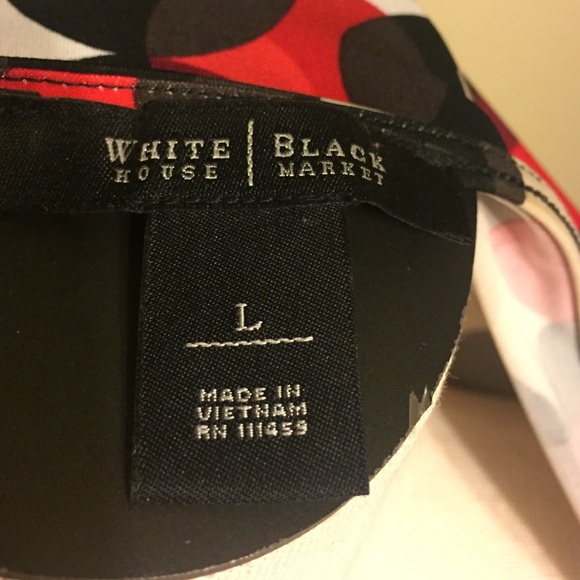 WHITE | BLACK
HOUSE | MARKET
L
MADE IN
VIETNAM
RN 111459